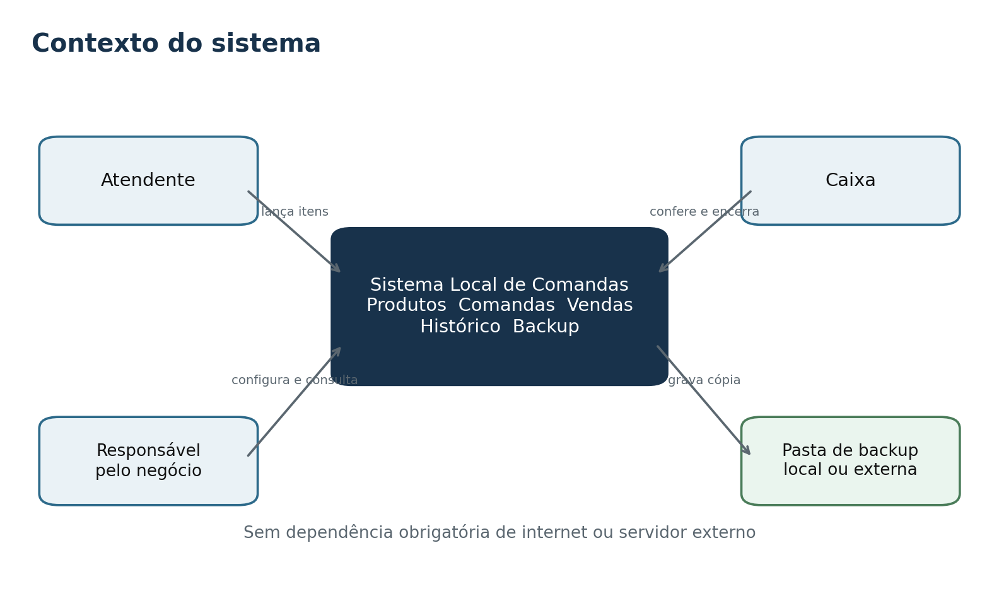 Contexto do sistema
Atendente
Caixa
lança itens
confere e encerra
Sistema Local de Comandas
Produtos  Comandas  Vendas
Histórico  Backup
configura e consulta
grava cópia
Responsável
pelo negócio
Pasta de backup
local ou externa
Sem dependência obrigatória de internet ou servidor externo